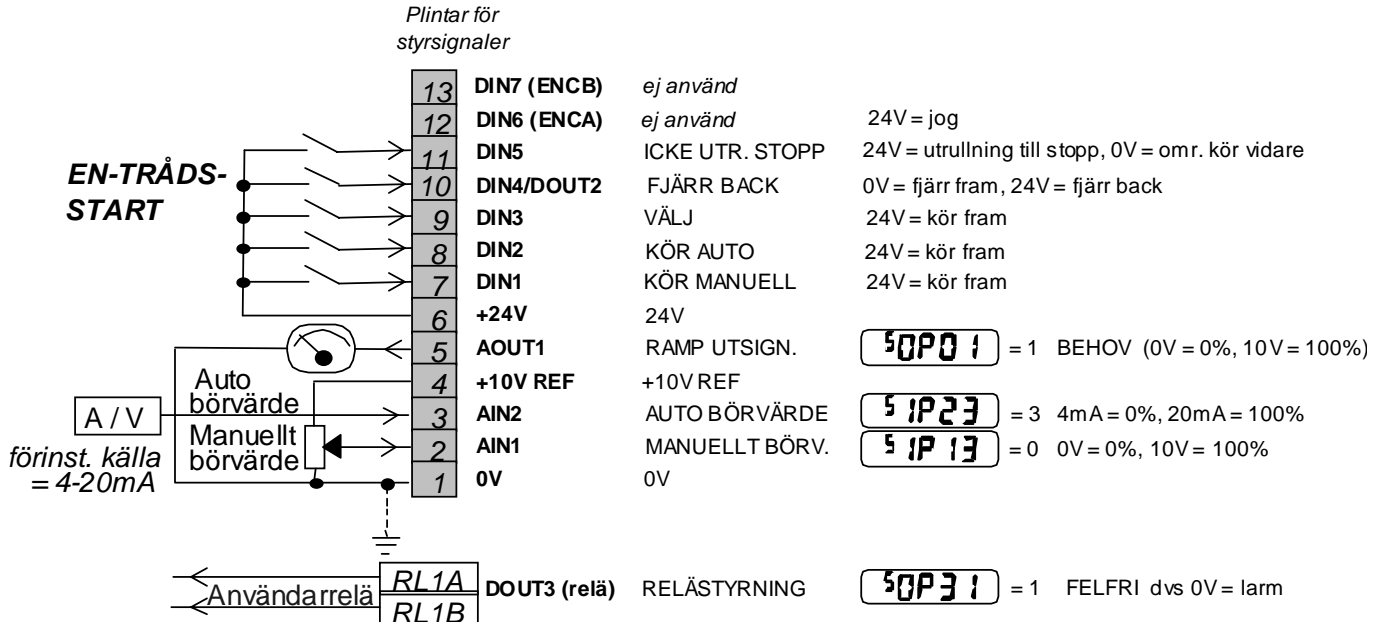 Plintar för
styrsignaler
13 DIN7 (ENCB) ej använd
12 DIN6 (ENCA) ej använd 24V = jog
11 DIN5 ICKE UTR. STOPP 24V = utrullning till stopp, 0V = omr. kör vidare
EN-TRÅDS-
START
10 DIN4/DOUT2 FJÄRR BACK 0V = fjärr fram, 24V = fjärr back
9 DIN3 VÄLJ 24V = kör fram
8 DIN2 KÖR AUTO 24V = kör fram
7 DIN1 KÖR MANUELL 24V = kör fram
6 +24V 24V
5 AOUT1 RAMP UTSIGN. SOP01 = 1 BEHOV (0V = 0%, 10V = 100%)
4 +10V REF +10V REF
Auto
börvärde
A / V
3 AIN2 AUTO BÖRVÄRDE SIP23 = 3 4mA = 0%, 20mA = 100%
Manuellt
börvärde
2 AIN1 MANUELLT BÖRV. SIP13 = 0 0V = 0%, 10V = 100%
förinst. källa
= 4-20mA
1 0V 0V
RL1A
Användarrelä
RL1B
DOUT3 (relä) RELÄSTYRNING SOP31 = 1 FELFRI dvs 0V = larm